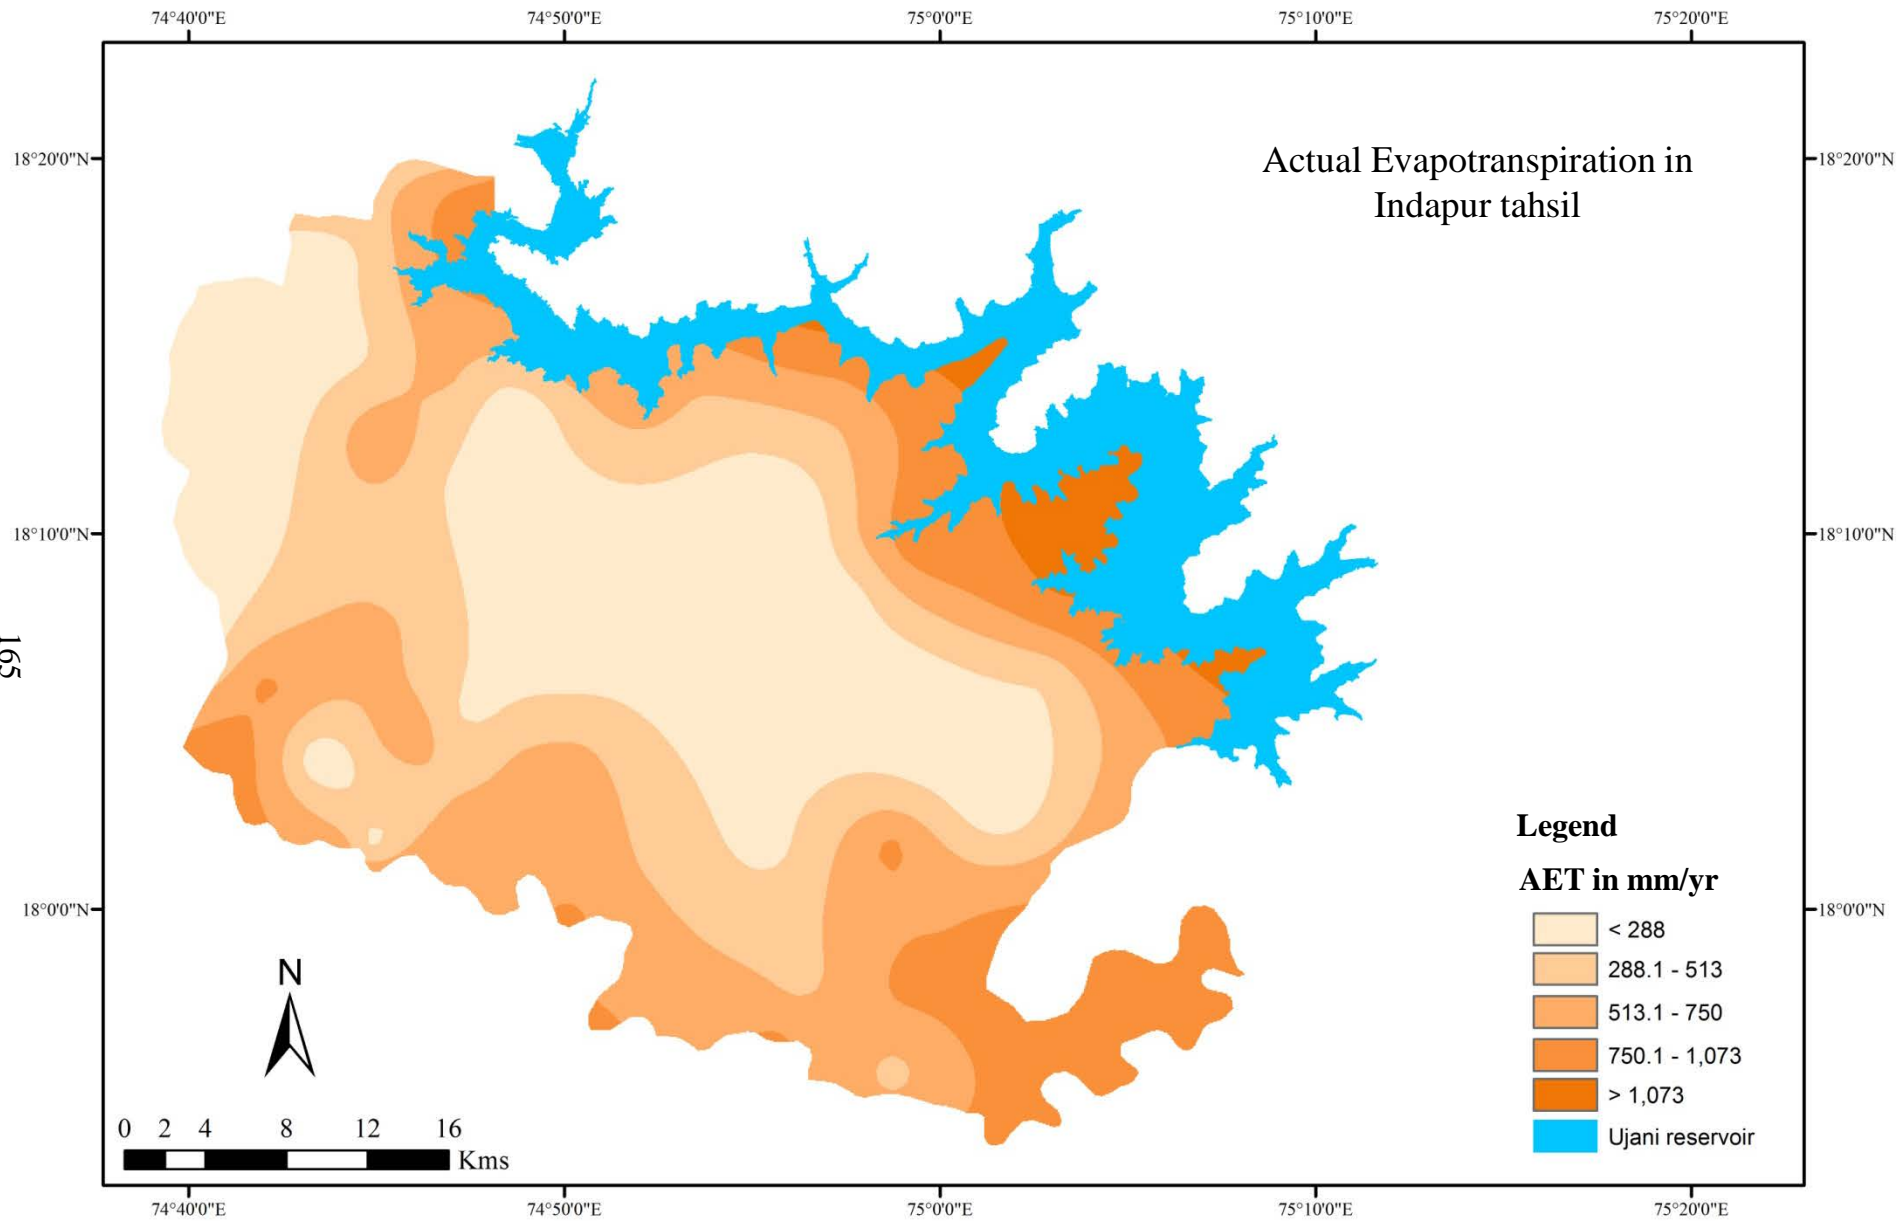 74°40'0"E 74°50'0"E 75°0'0"E 75°10'0"E 75°20'0"E
18°20'0"N 18°20'0"N
Actual Evapotranspiration in
Indapur tahsil
18°10'0"N 18°10'0"N
165
Legend
AET in mm/yr
18°0'0"N 18°0'0"N
< 288
288.1 - 513
513.1 - 750
750.1 - 1,073
> 1,073
Ujani reservoir
N
0 2 4 8 12 16
Kms
74°40'0"E 74°50'0"E 75°0'0"E 75°10'0"E 75°20'0"E